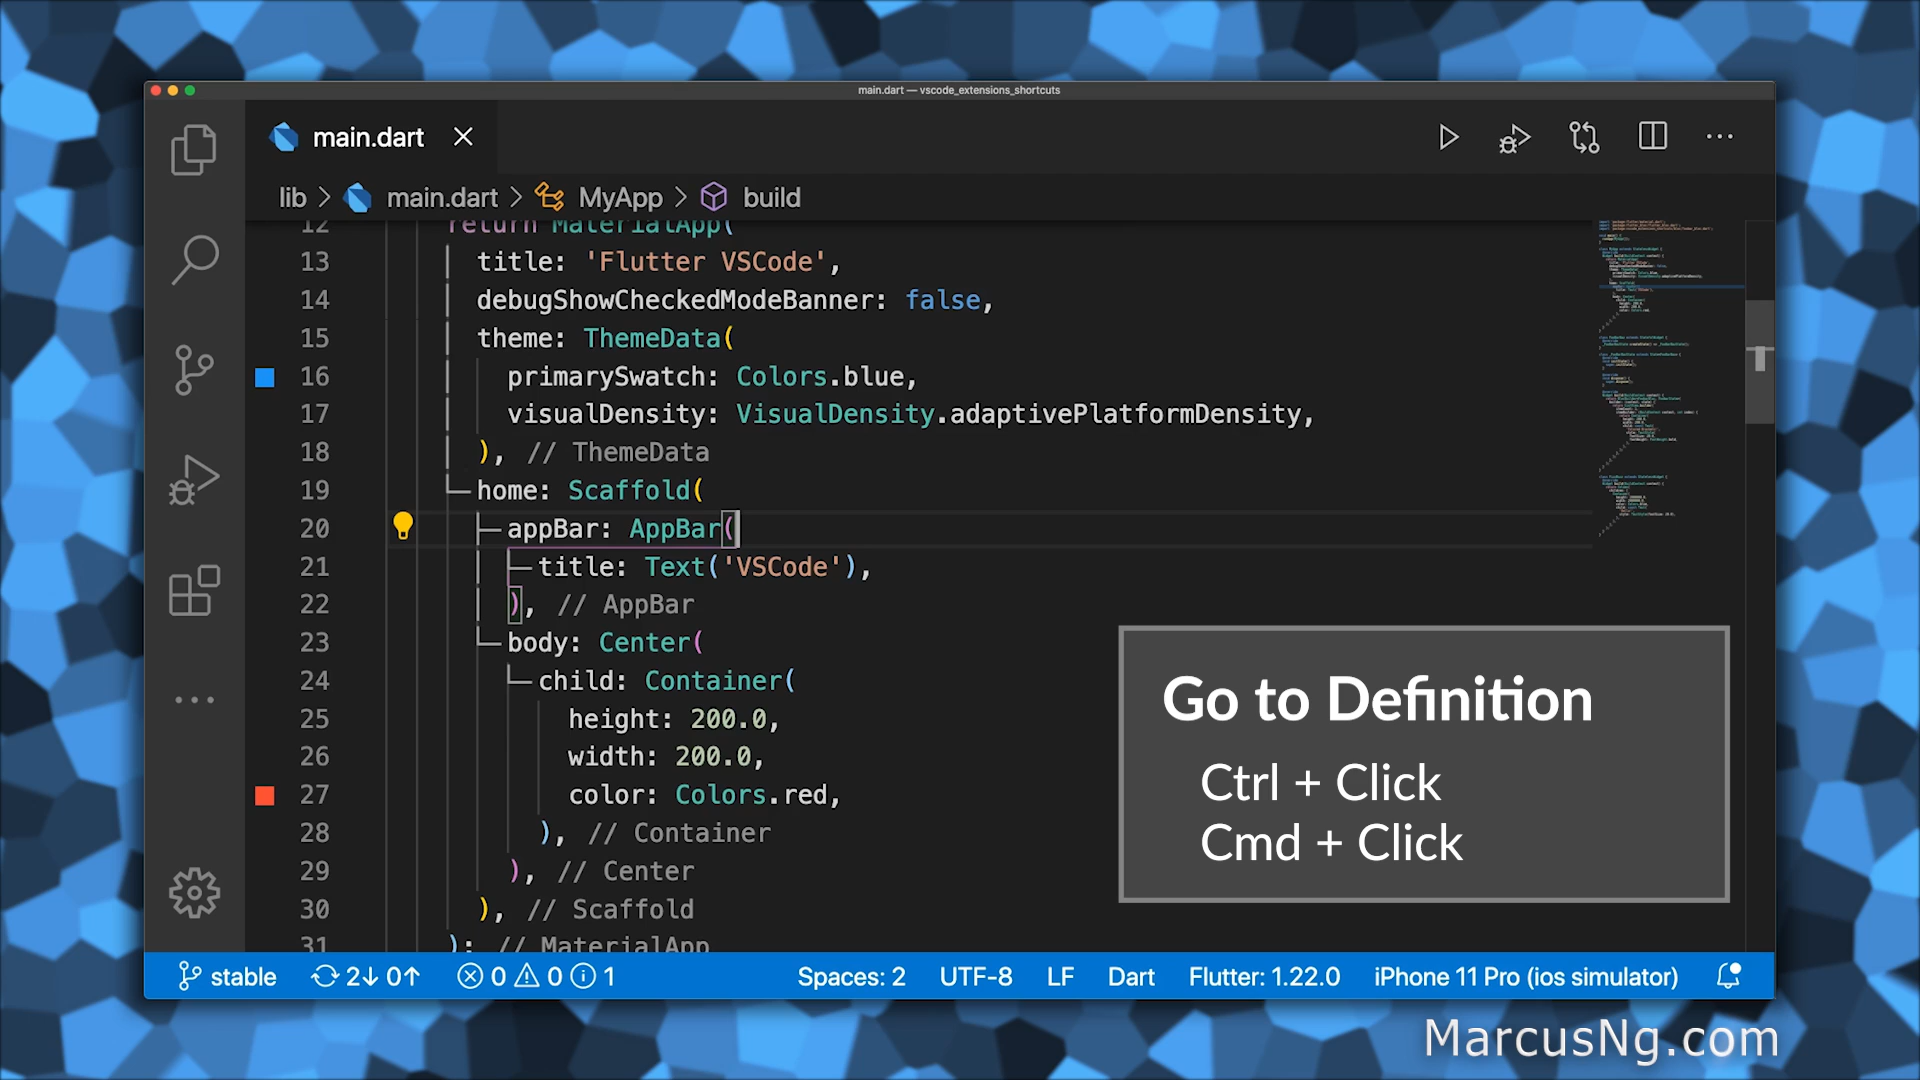 main.dart — vscode_extensions_shortcuts
main.dart
lib > main.dart > MyApp > build
12 return MaterialApp(
13 title: 'Flutter VSCode',
14 debugShowCheckedModeBanner: false,
15 theme: ThemeData(
16 primarySwatch: Colors.blue,
17 visualDensity: VisualDensity.adaptivePlatformDensity,
18 ), // ThemeData
19 home: Scaffold(
20 appBar: AppBar(
21 title: Text('VSCode'),
22 ), // AppBar
23 body: Center(
24 child: Container(
25 height: 200.0,
26 width: 200.0,
27 color: Colors.red,
28 ), // Container
29 ), // Center
30 ), // Scaffold
31 ); // MaterialApp
Go to Definition
Ctrl + Click
Cmd + Click
stable 2↓ 0↑ 0 0 1 Spaces: 2 UTF-8 LF Dart Flutter: 1.22.0 iPhone 11 Pro (ios simulator)
MarcusNg.com